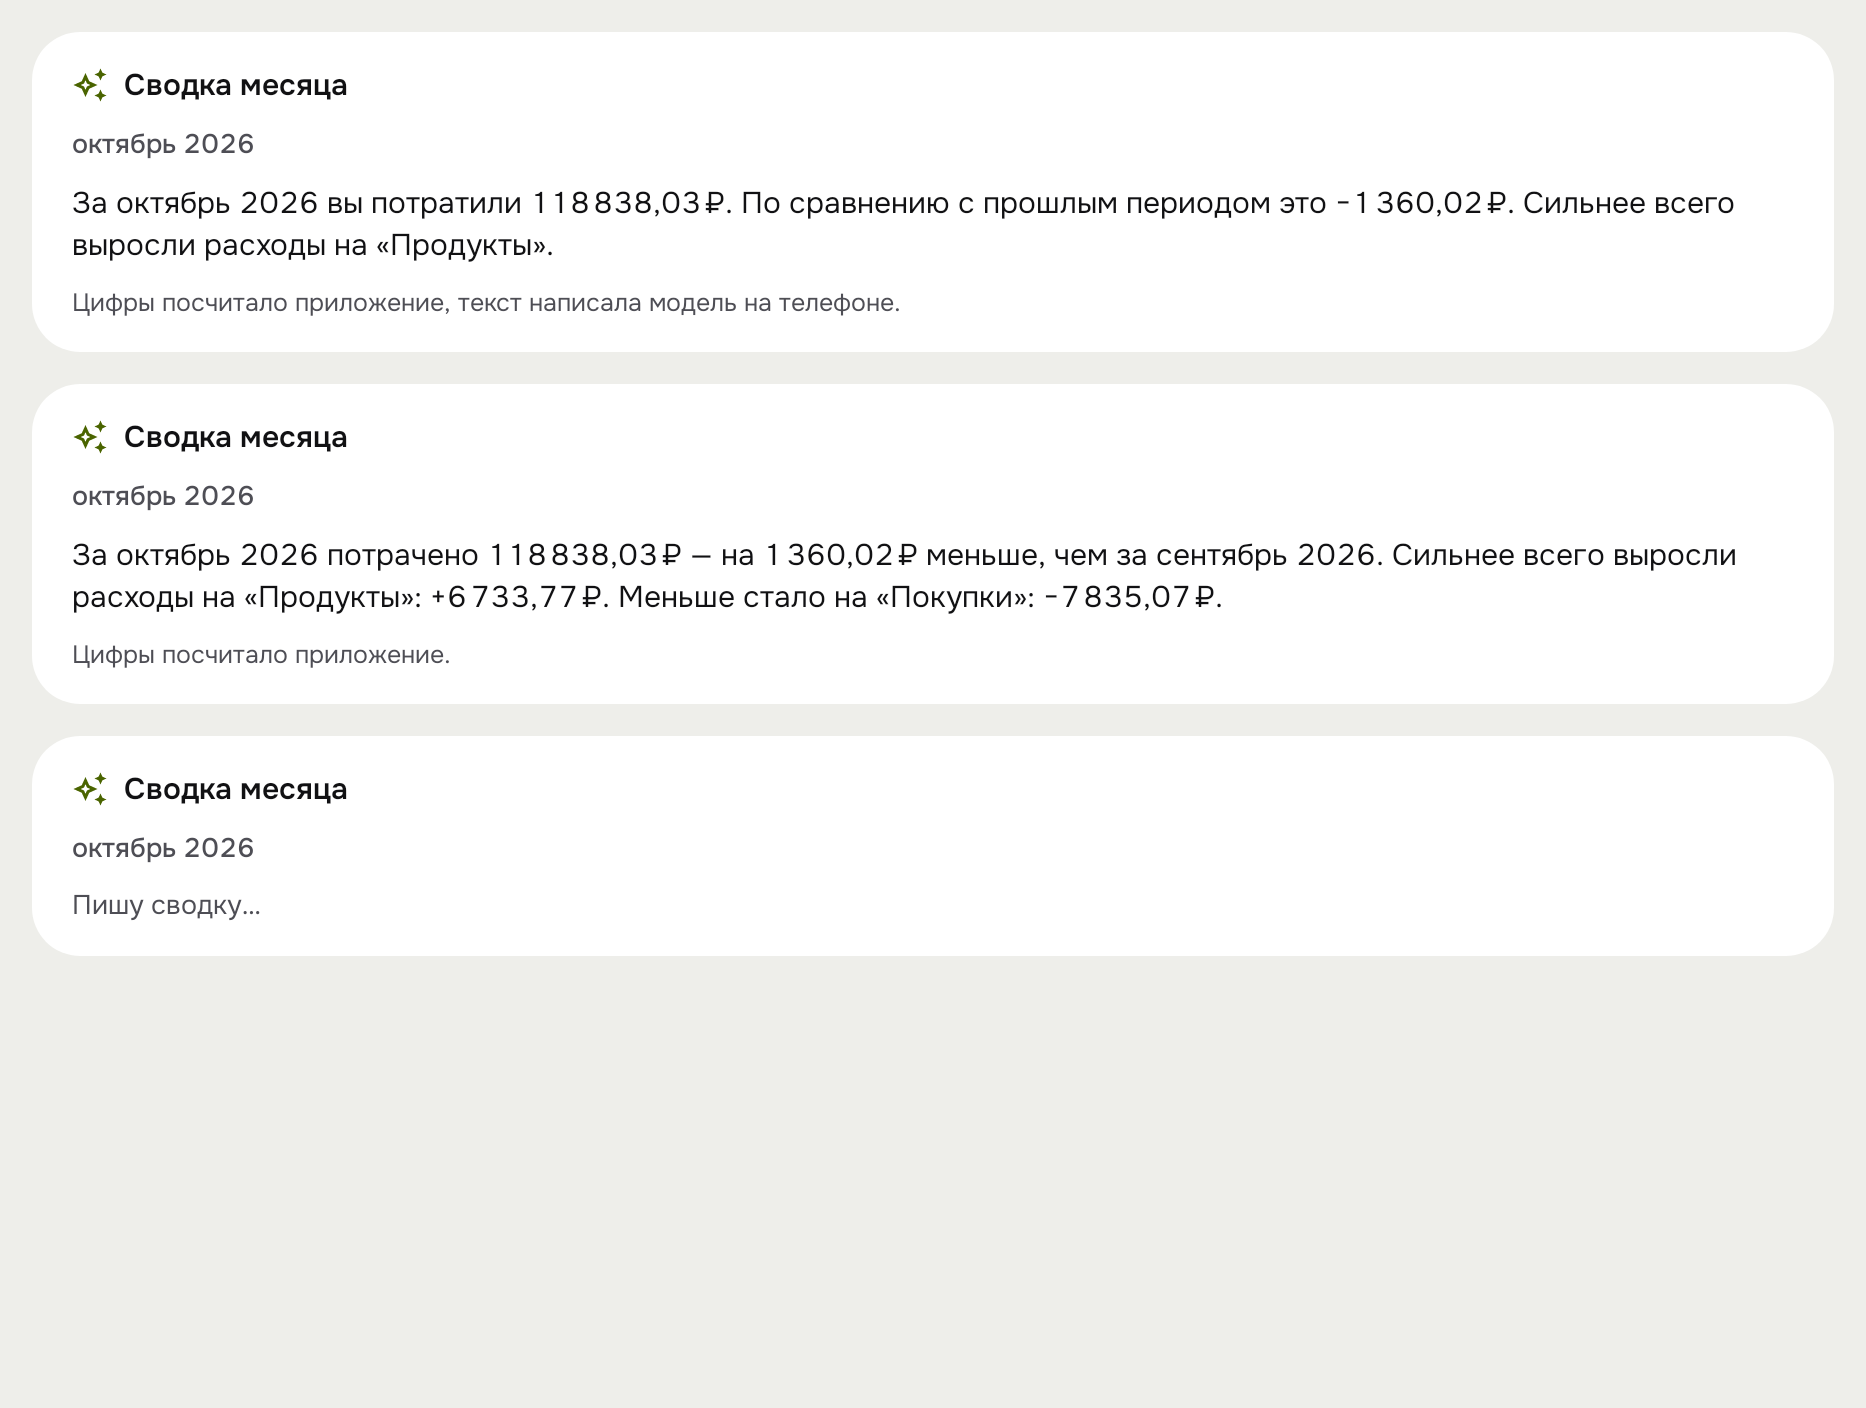 Сводка месяца
октябрь 2026
За октябрь 2026 вы потратили 118 838,03 ₽. По сравнению с прошлым периодом это −1 360,02 ₽. Сильнее всего
выросли расходы на «Продукты».
Цифры посчитало приложение, текст написала модель на телефоне.
Сводка месяца
октябрь 2026
За октябрь 2026 потрачено 118 838,03 ₽ — на 1 360,02 ₽ меньше, чем за сентябрь 2026. Сильнее всего выросли
расходы на «Продукты»: +6 733,77 ₽. Меньше стало на «Покупки»: −7 835,07 ₽.
Цифры посчитало приложение.
Сводка месяца
октябрь 2026
Пишу сводку…